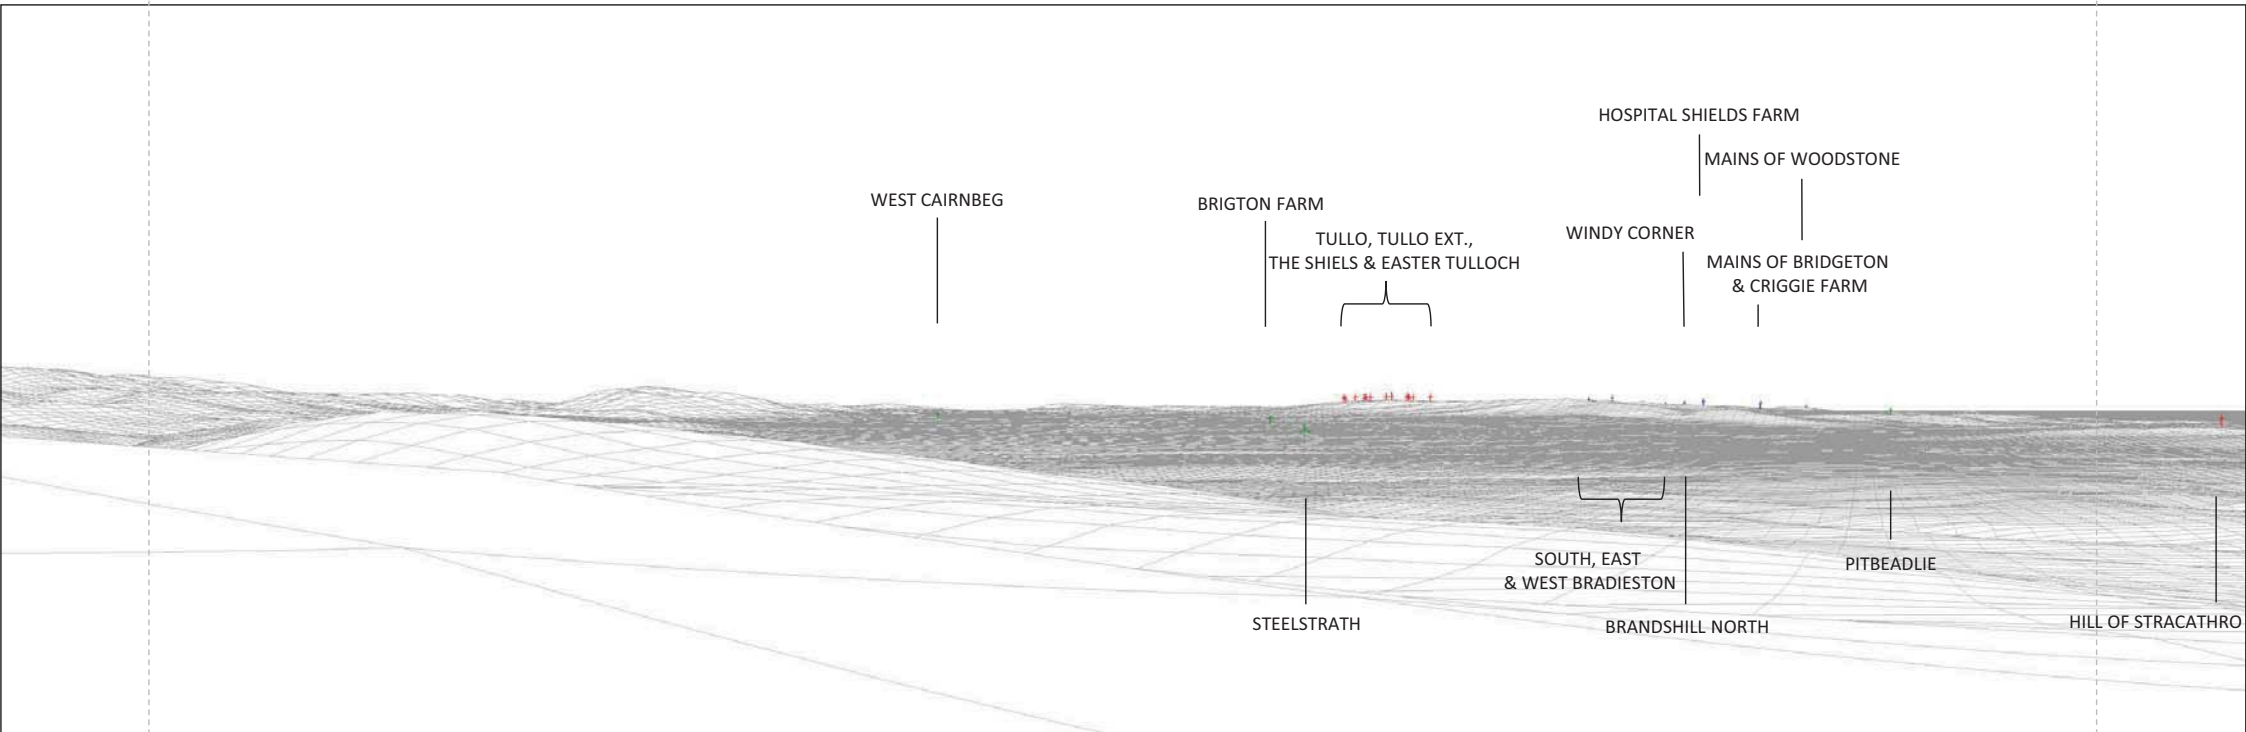 HOSPITAL SHIELDS FARM
MAINS OF WOODSTONE
WEST CAIRNBEG
BRIGTON FARM
TULLO, TULLO EXT.,
THE SHIELS & EASTER TULLOCH
WINDY CORNER
MAINS OF BRIDGETON
& CRIGGIE FARM
SOUTH, EAST
& WEST BRADIESTON
PITBEADLIE
STEELSTRATH
BRANDSHILL NORTH
HILL OF STRACATHRO